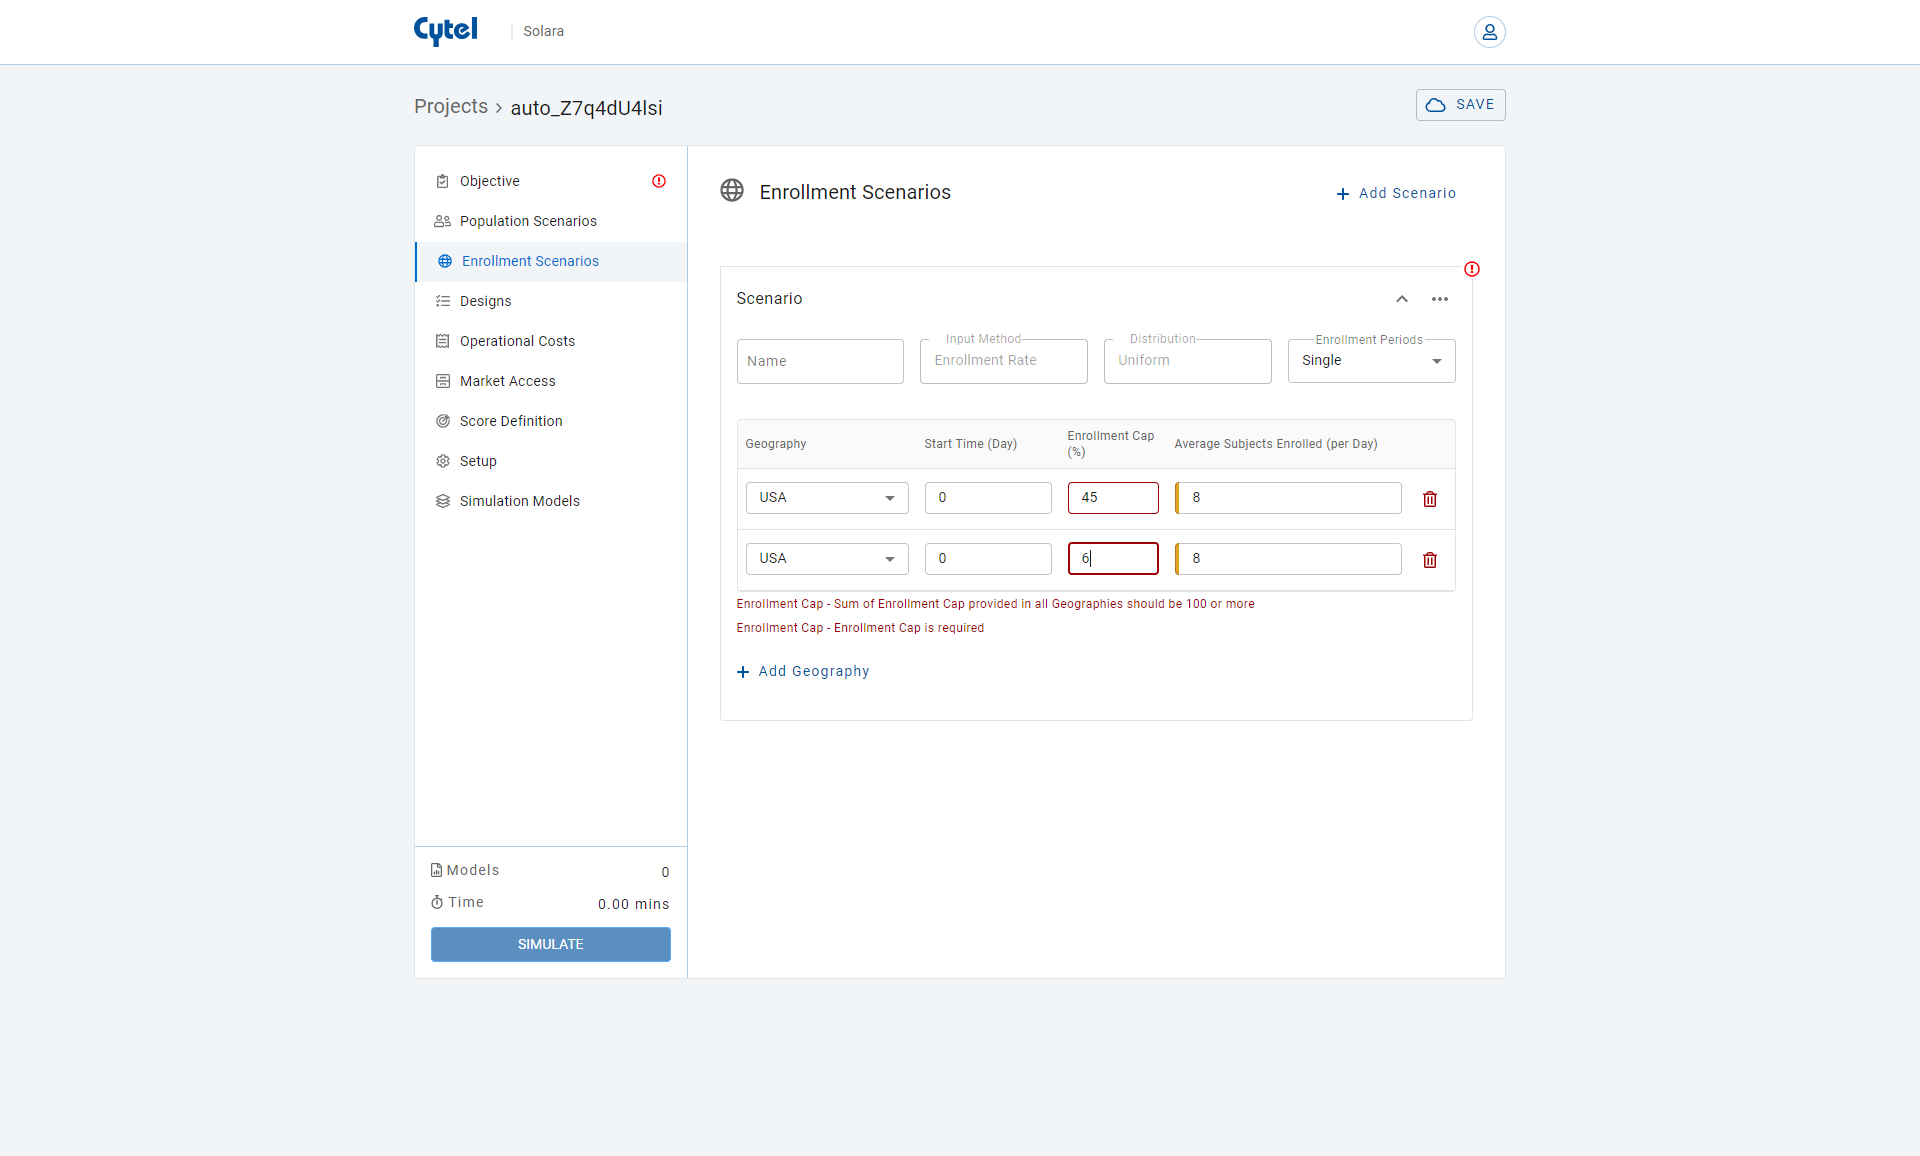 Cytel
Solara
Projects > auto_Z7q4dU4Isi
SAVE
Objective
Population Scenarios
Enrollment Scenarios
Designs
Operational Costs
Market Access
Score Definition
Setup
Simulation Models
Models 0
Time 0.00 mins
SIMULATE
Enrollment Scenarios
Add Scenario
Scenario
Name
Input Method
Enrollment Rate
Distribution
Uniform
Enrollment Periods
Single
Geography
Start Time (Day)
Enrollment Cap
(%)
Average Subjects Enrolled (per Day)
USA 0 45 8
USA 0 6 8
Enrollment Cap - Sum of Enrollment Cap provided in all Geographies should be 100 or more
Enrollment Cap - Enrollment Cap is required
Add Geography